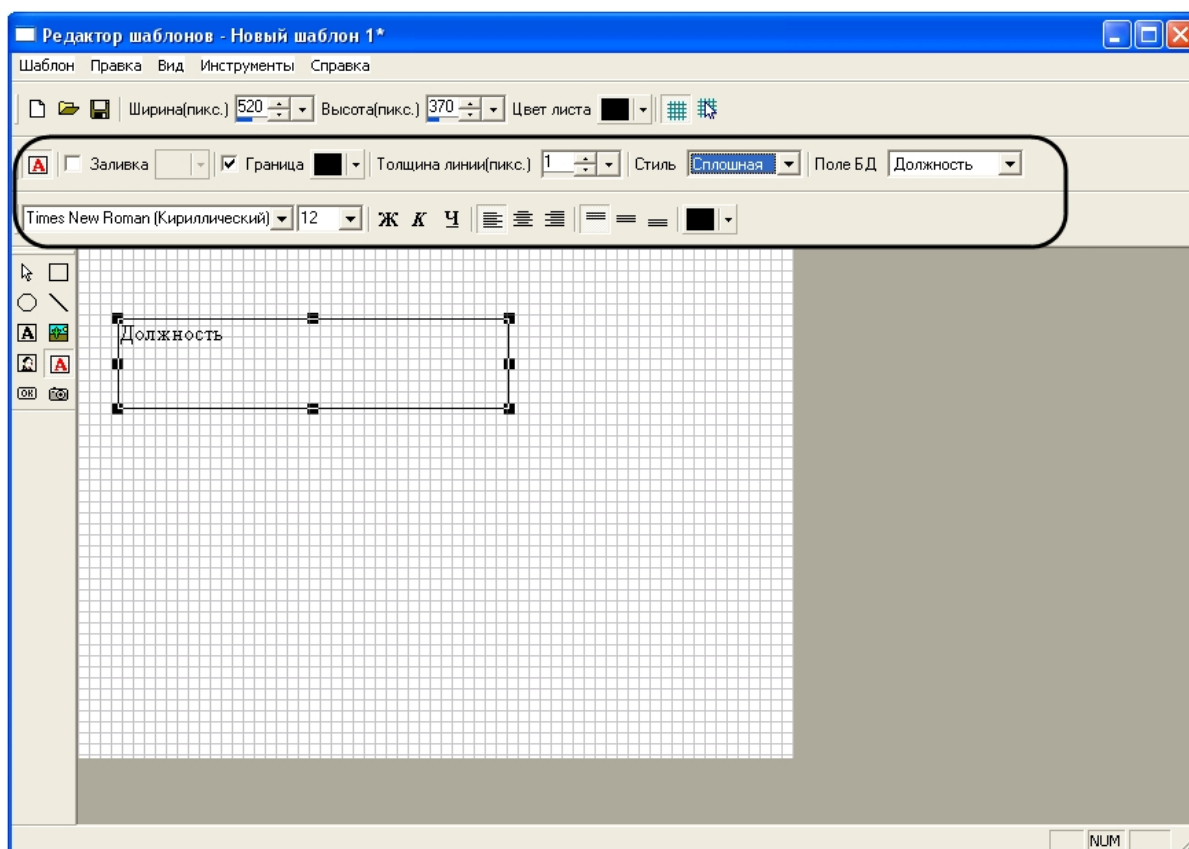 Редактор шаблонов - Новый шаблон 1*
Шаблон Правка Вид Инструменты Справка
Ширина(пикс.) 520 Высота(пикс.) 370 Цвет листа
A Заливка Граница Толщина линии(пикс.) 1 Стиль Сплошная Поле БД Должность
Times New Roman (Кириллический) 12 Ж К Ч
Должность
A
A
OK
NUM